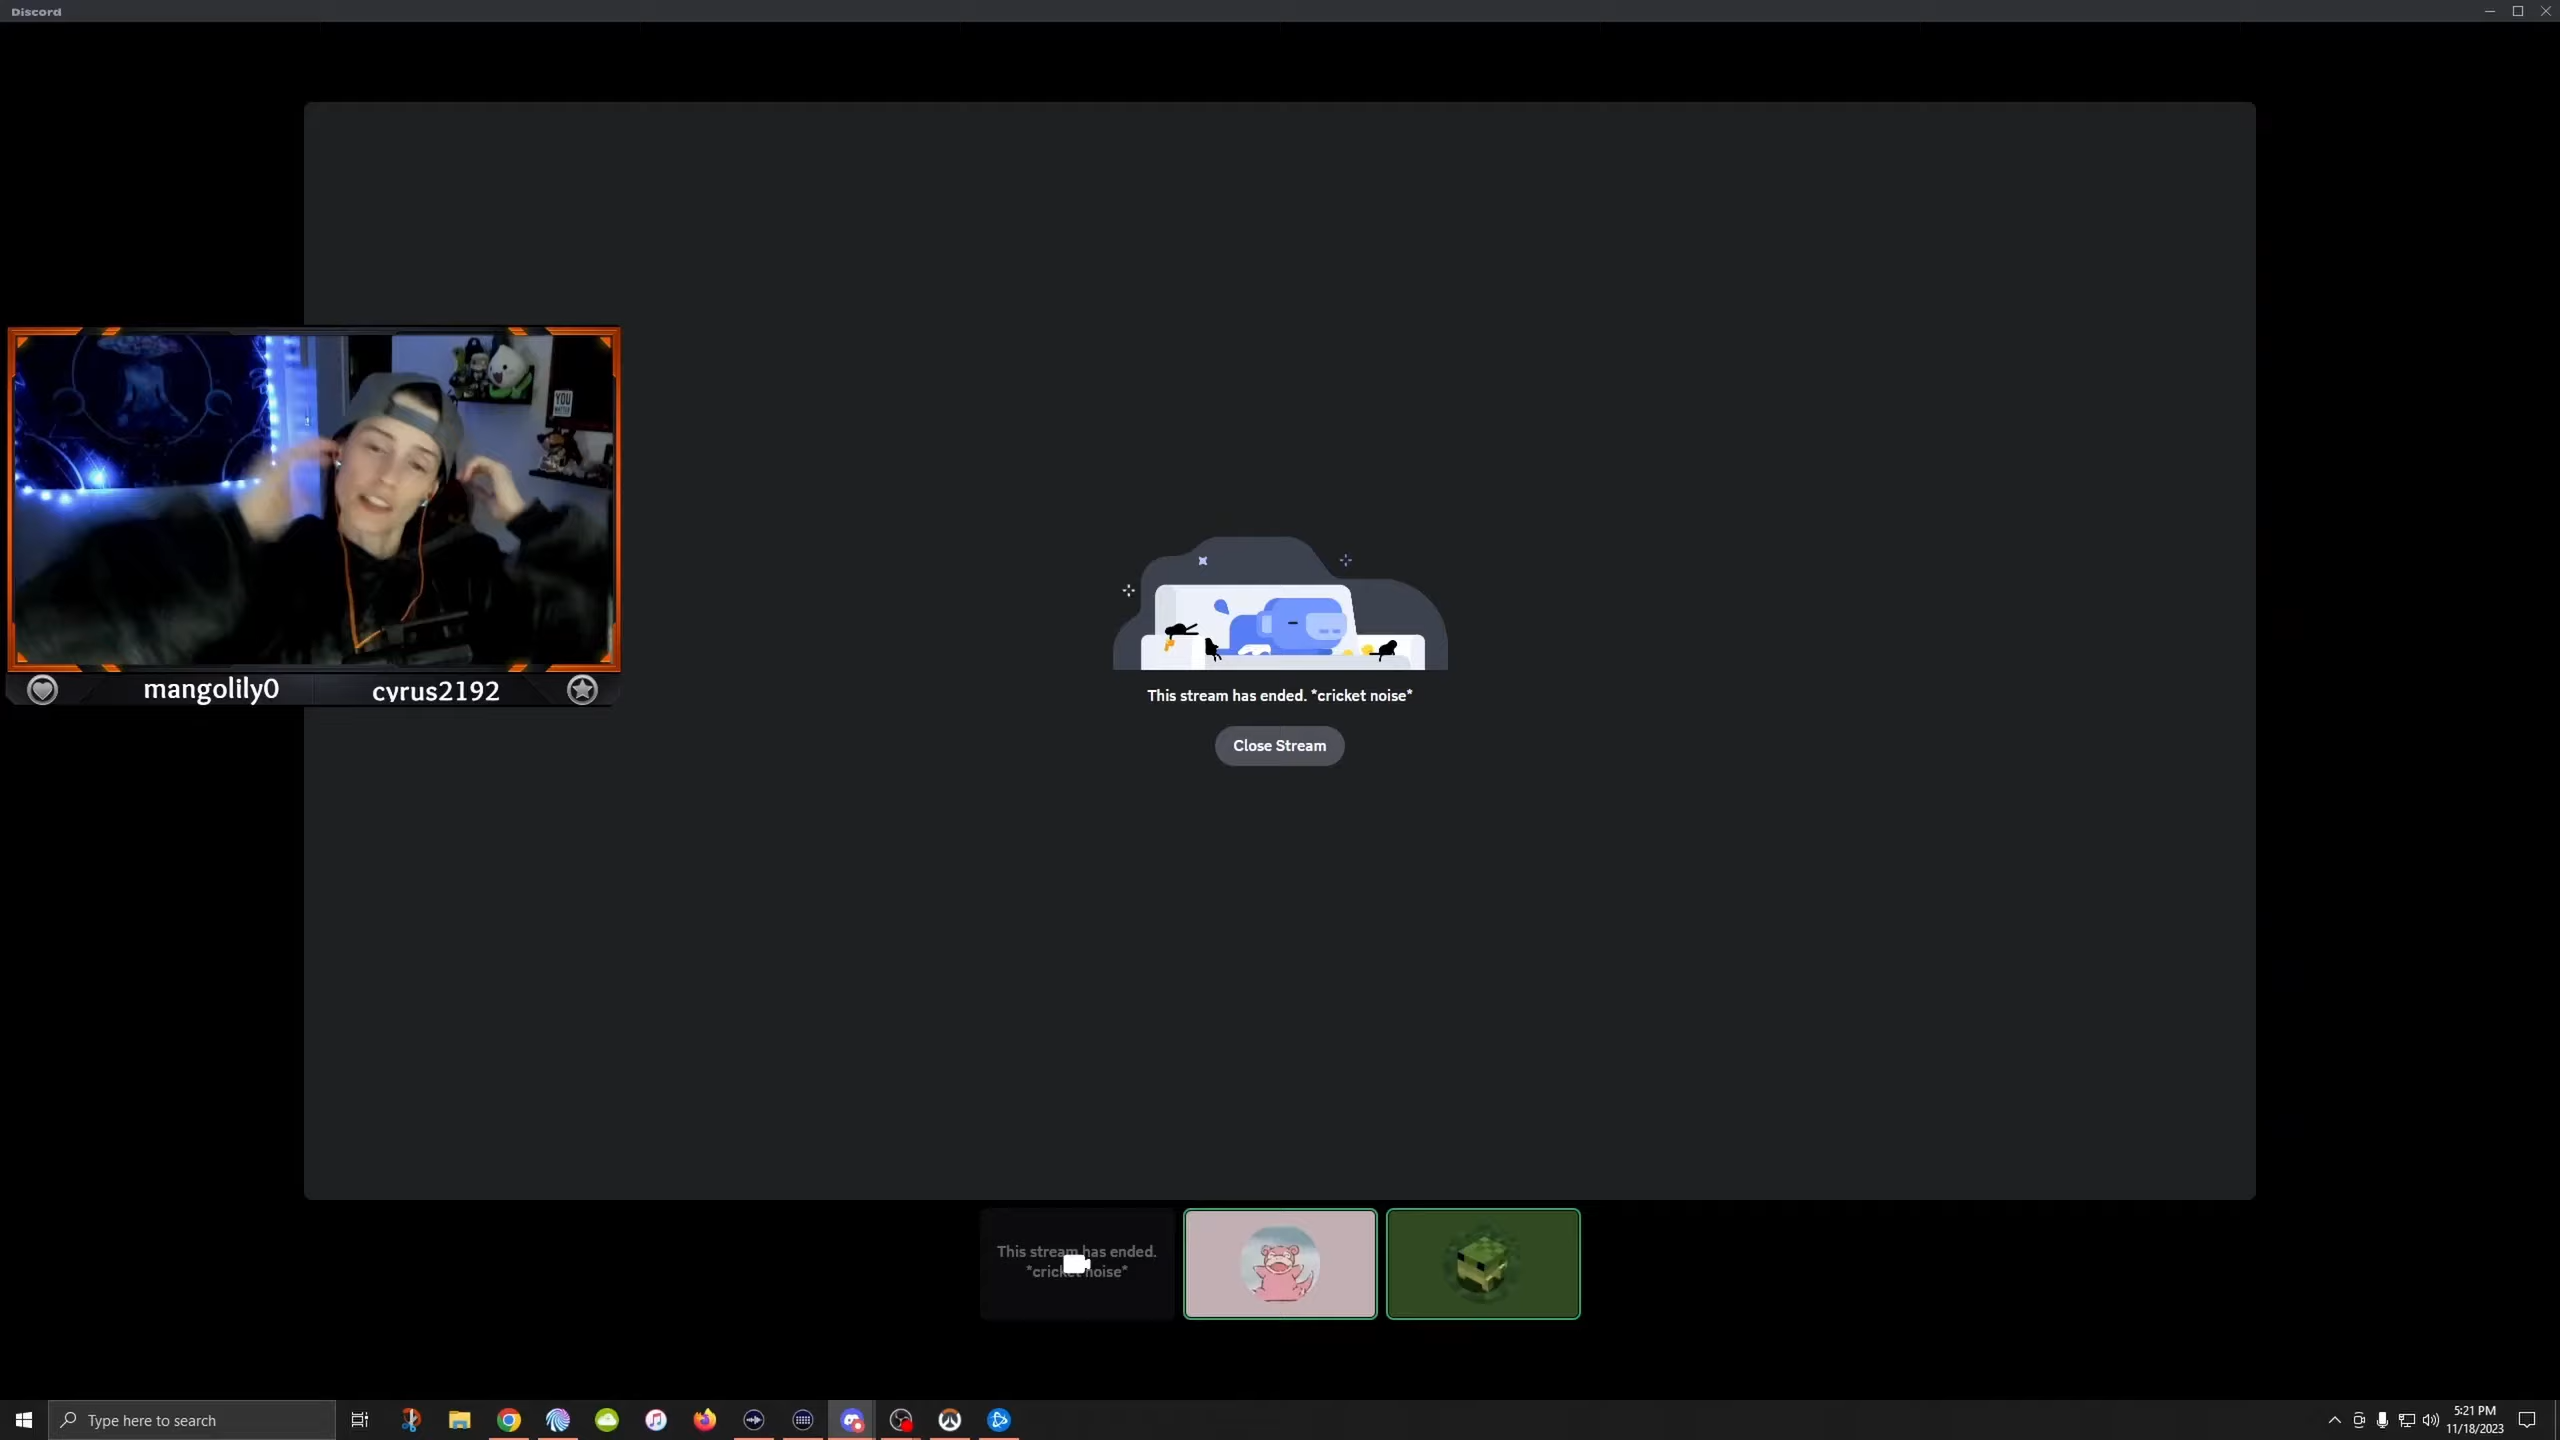 Discord
YOU
mangolily0
cyrus2192
This stream has ended. *cricket noise*
Close Stream
This stream has ended.
*cricket noise*
Type here to search
5:21 PM
11/18/2023